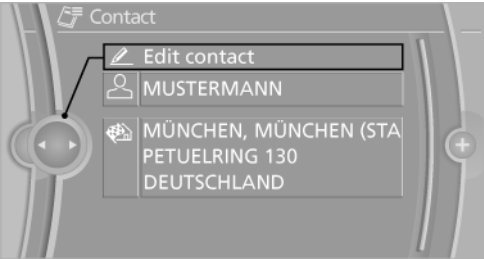 Contact
Edit contact
MUSTERMANN
MÜNCHEN, MÜNCHEN (STA
PETUELRING 130
DEUTSCHLAND